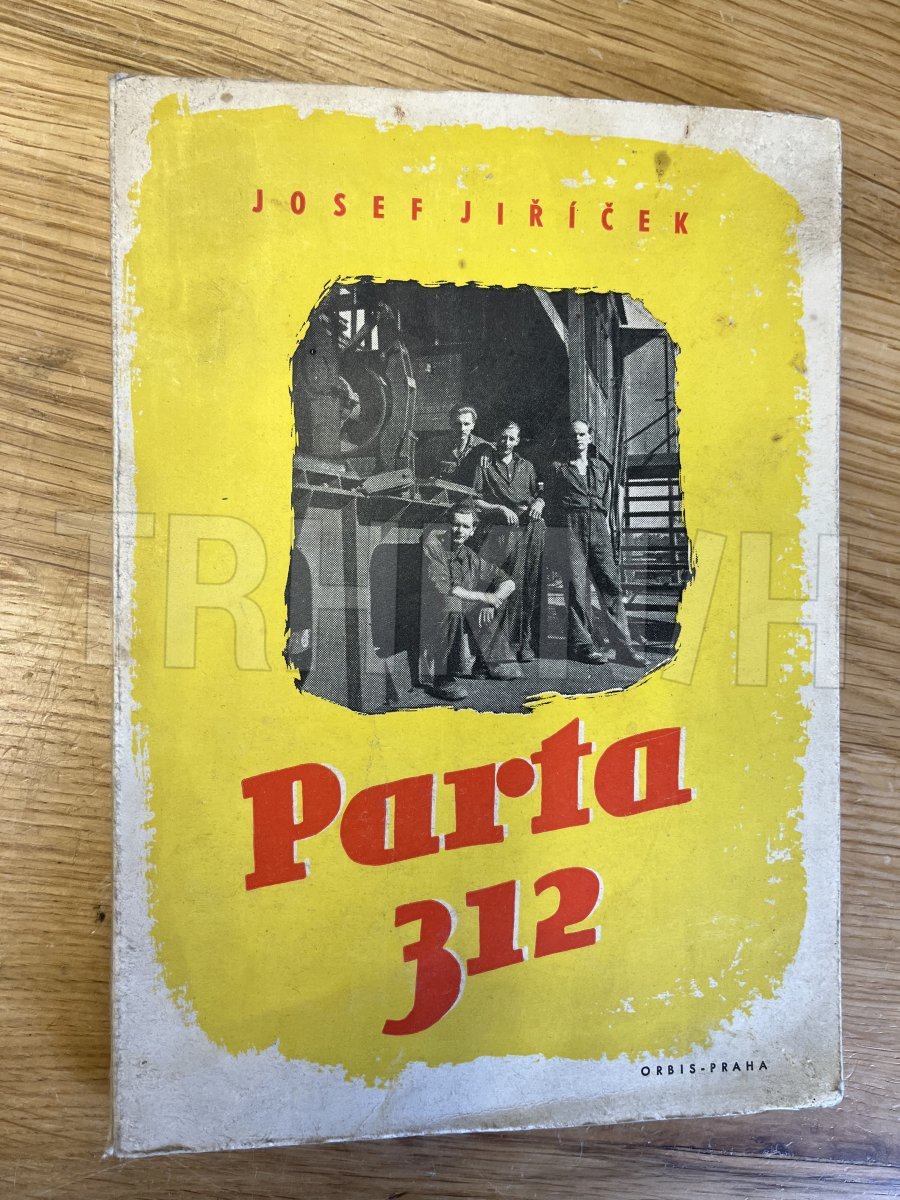 JOSEF JIŘÍČEK
Parta
312
ORBIS-PRAHA